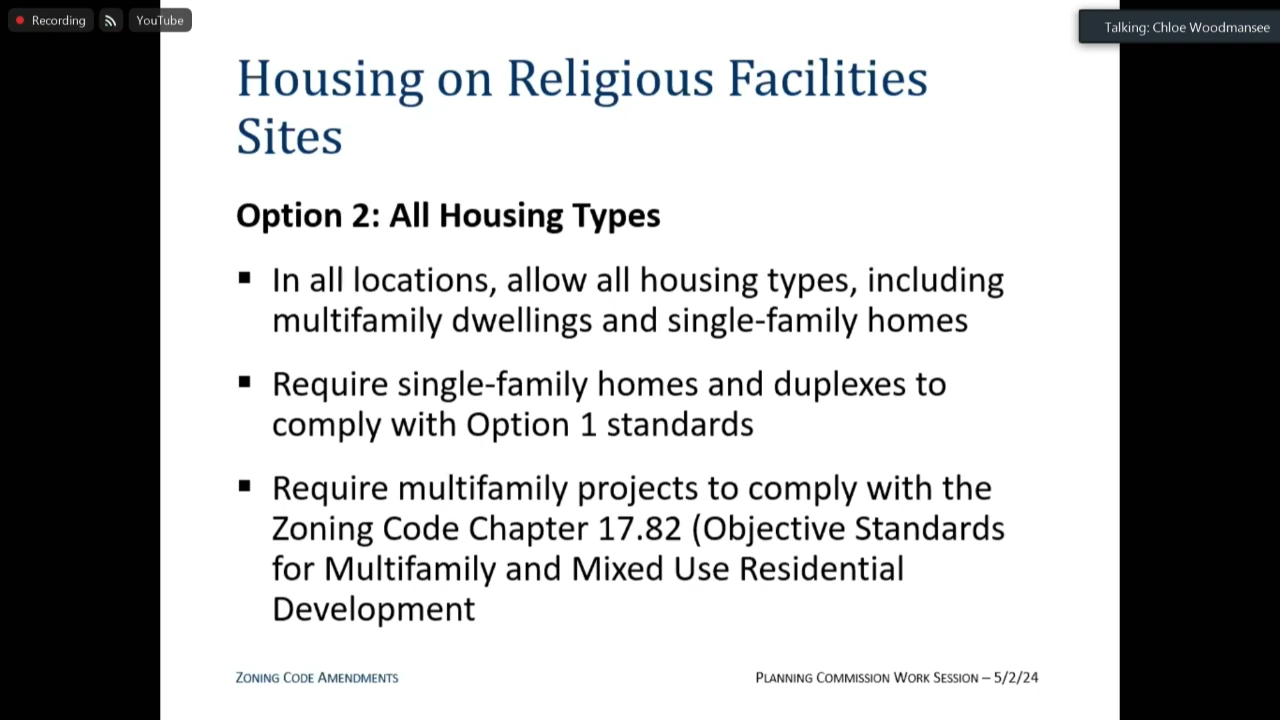 Recording
YouTube
Talking: Chloe Woodmansee
Housing on Religious Facilities
Sites
Option 2: All Housing Types
▪ In all locations, allow all housing types, including
multifamily dwellings and single-family homes
▪ Require single-family homes and duplexes to
comply with Option 1 standards
▪ Require multifamily projects to comply with the
Zoning Code Chapter 17.82 (Objective Standards
for Multifamily and Mixed Use Residential
Development
Zoning Code Amendments
Planning Commission Work Session – 5/2/24